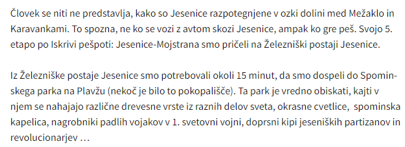 Človek se niti ne predstavlja, kako so Jesenice razpotegnjene v ozki dolini med Mežaklo in
Karavankami. To spozna, ne ko se vozi z avtom skozi Jesenice, ampak ko gre peš. Svojo 5.
etapo po Iskrivi pešpoti: Jesenice-Mojstrana smo pričeli na Železniški postaji Jesenice.
Iz Železniške postaje Jesenice smo potrebovali okoli 15 minut, da smo dospeli do Spomin-
skega parka na Plavžu (nekoč je bilo to pokopališče). Ta park je vredno obiskati, kajti v
njem se nahajajo različne drevesne vrste iz raznih delov sveta, okrasne cvetlice, spominska
kapelica, nagrobniki padlih vojakov v 1. svetovni vojni, doprsni kipi jeseniških partizanov in
revolucionarjev …